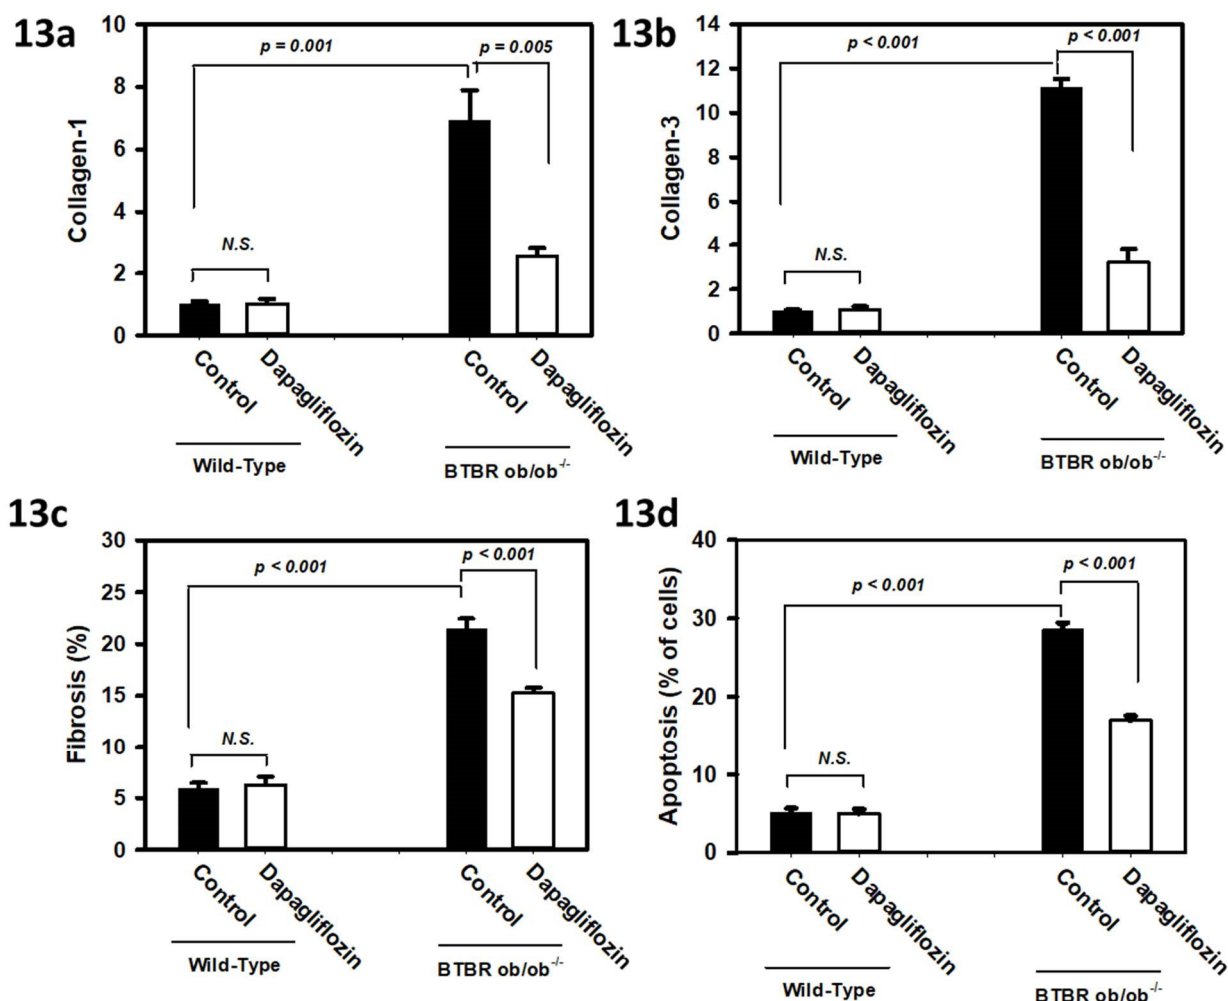 13a
Collagen-1
10
8
6
4
2
0
p = 0.001
p = 0.005
N.S.
Control
Dapagliflozin
Control
Dapagliflozin
Wild-Type
BTBR ob/ob-/-
13b
Collagen-3
14
12
10
8
6
4
2
0
p < 0.001
p < 0.001
N.S.
Control
Dapagliflozin
Control
Dapagliflozin
Wild-Type
BTBR ob/ob-/-
13c
Fibrosis (%)
30
25
20
15
10
5
0
p < 0.001
p < 0.001
N.S.
Control
Dapagliflozin
Control
Dapagliflozin
Wild-Type
BTBR ob/ob-/-
13d
Apoptosis (% of cells)
40
30
20
10
0
p < 0.001
p < 0.001
N.S.
Control
Dapagliflozin
Control
Dapagliflozin
Wild-Type
BTBR ob/ob-/-